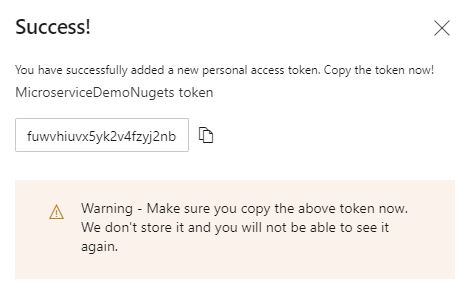 Success!
You have successfully added a new personal access token. Copy the token now!
MicroserviceDemoNugets token
fuwvhiuvx5yk2v4fzyj2nb
Warning - Make sure you copy the above token now.
We don't store it and you will not be able to see it
again.